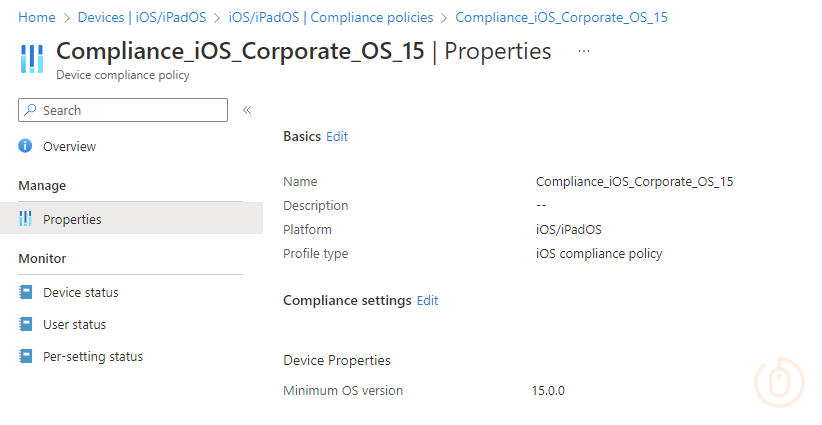 Home > Devices | iOS/iPadOS > iOS/iPadOS | Compliance policies > Compliance_iOS_Corporate_OS_15
Compliance_iOS_Corporate_OS_15 | Properties ...
Device compliance policy
Search «
Overview
Manage
Properties
Monitor
Device status
User status
Per-setting status
Basics Edit
Name Compliance_iOS_Corporate_OS_15
Description --
Platform iOS/iPadOS
Profile type iOS compliance policy
Compliance settings Edit
Device Properties
Minimum OS version 15.0.0